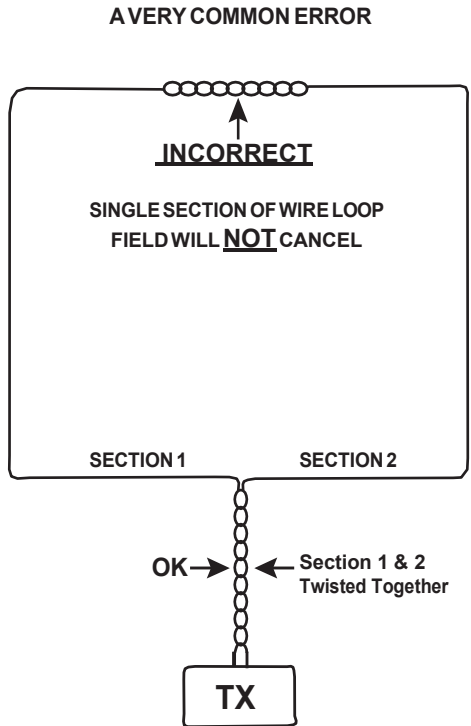 A VERY COMMON ERROR
INCORRECT
SINGLE SECTION OF WIRE LOOP
FIELD WILL NOT CANCEL
SECTION 1
SECTION 2
OK
Section 1 & 2
Twisted Together
TX